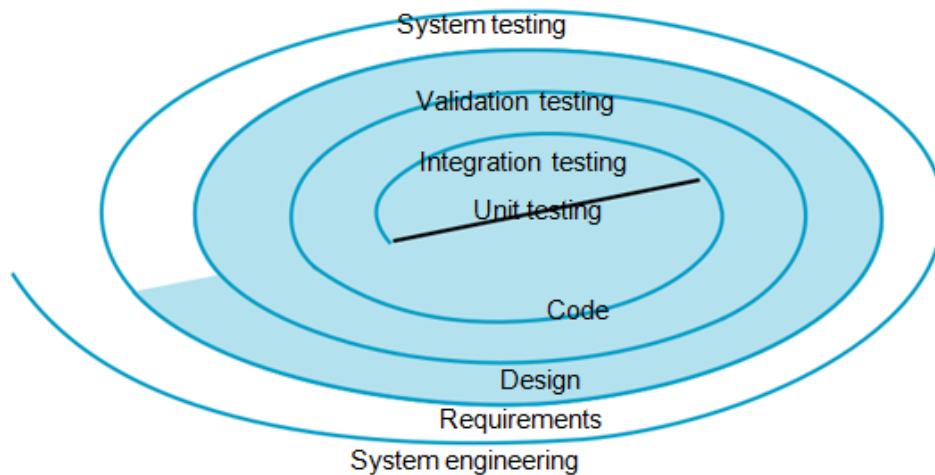 System testing
Validation testing
Integration testing
Unit testing
Code
Design
Requirements
System engineering